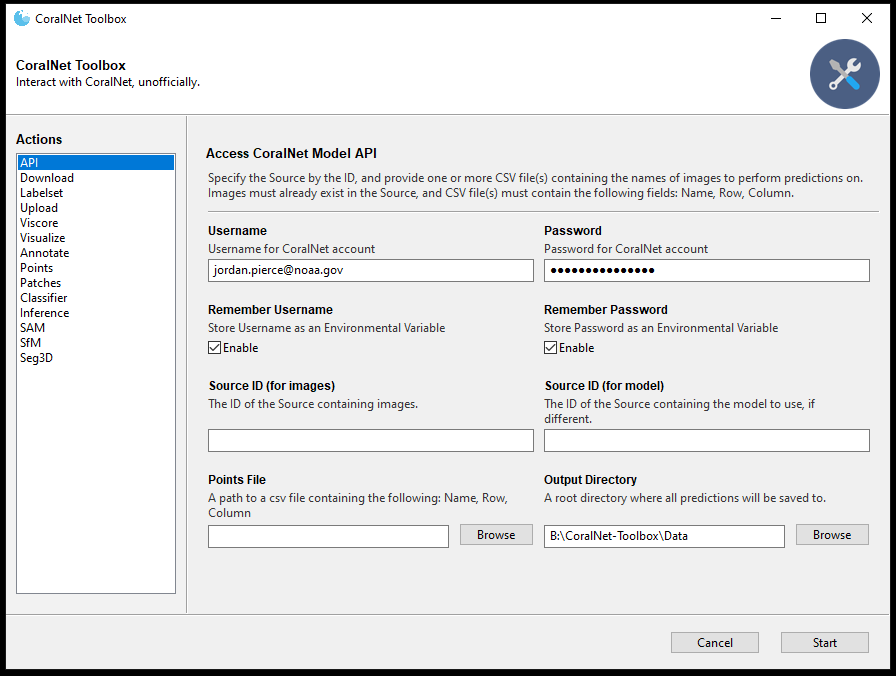 CoralNet Toolbox
CoralNet Toolbox
Interact with CoralNet, unofficially.
Actions
API
Download
Labelset
Upload
Viscore
Visualize
Annotate
Points
Patches
Classifier
Inference
SAM
SfM
Seg3D
Access CoralNet Model API
Specify the Source by the ID, and provide one or more CSV file(s) containing the names of images to perform predictions on.
Images must already exist in the Source, and CSV file(s) must contain the following fields: Name, Row, Column.
Username
Username for CoralNet account
jordan.pierce@noaa.gov
Password
Password for CoralNet account
●●●●●●●●●●●●●●●
Remember Username
Store Username as an Environmental Variable
Enable
Remember Password
Store Password as an Environmental Variable
Enable
Source ID (for images)
The ID of the Source containing images.
Source ID (for model)
The ID of the Source containing the model to use, if
different.
Points File
A path to a csv file containing the following: Name, Row,
Column
Browse
Output Directory
A root directory where all predictions will be saved to.
B:\CoralNet-Toolbox\Data
Browse
Cancel
Start